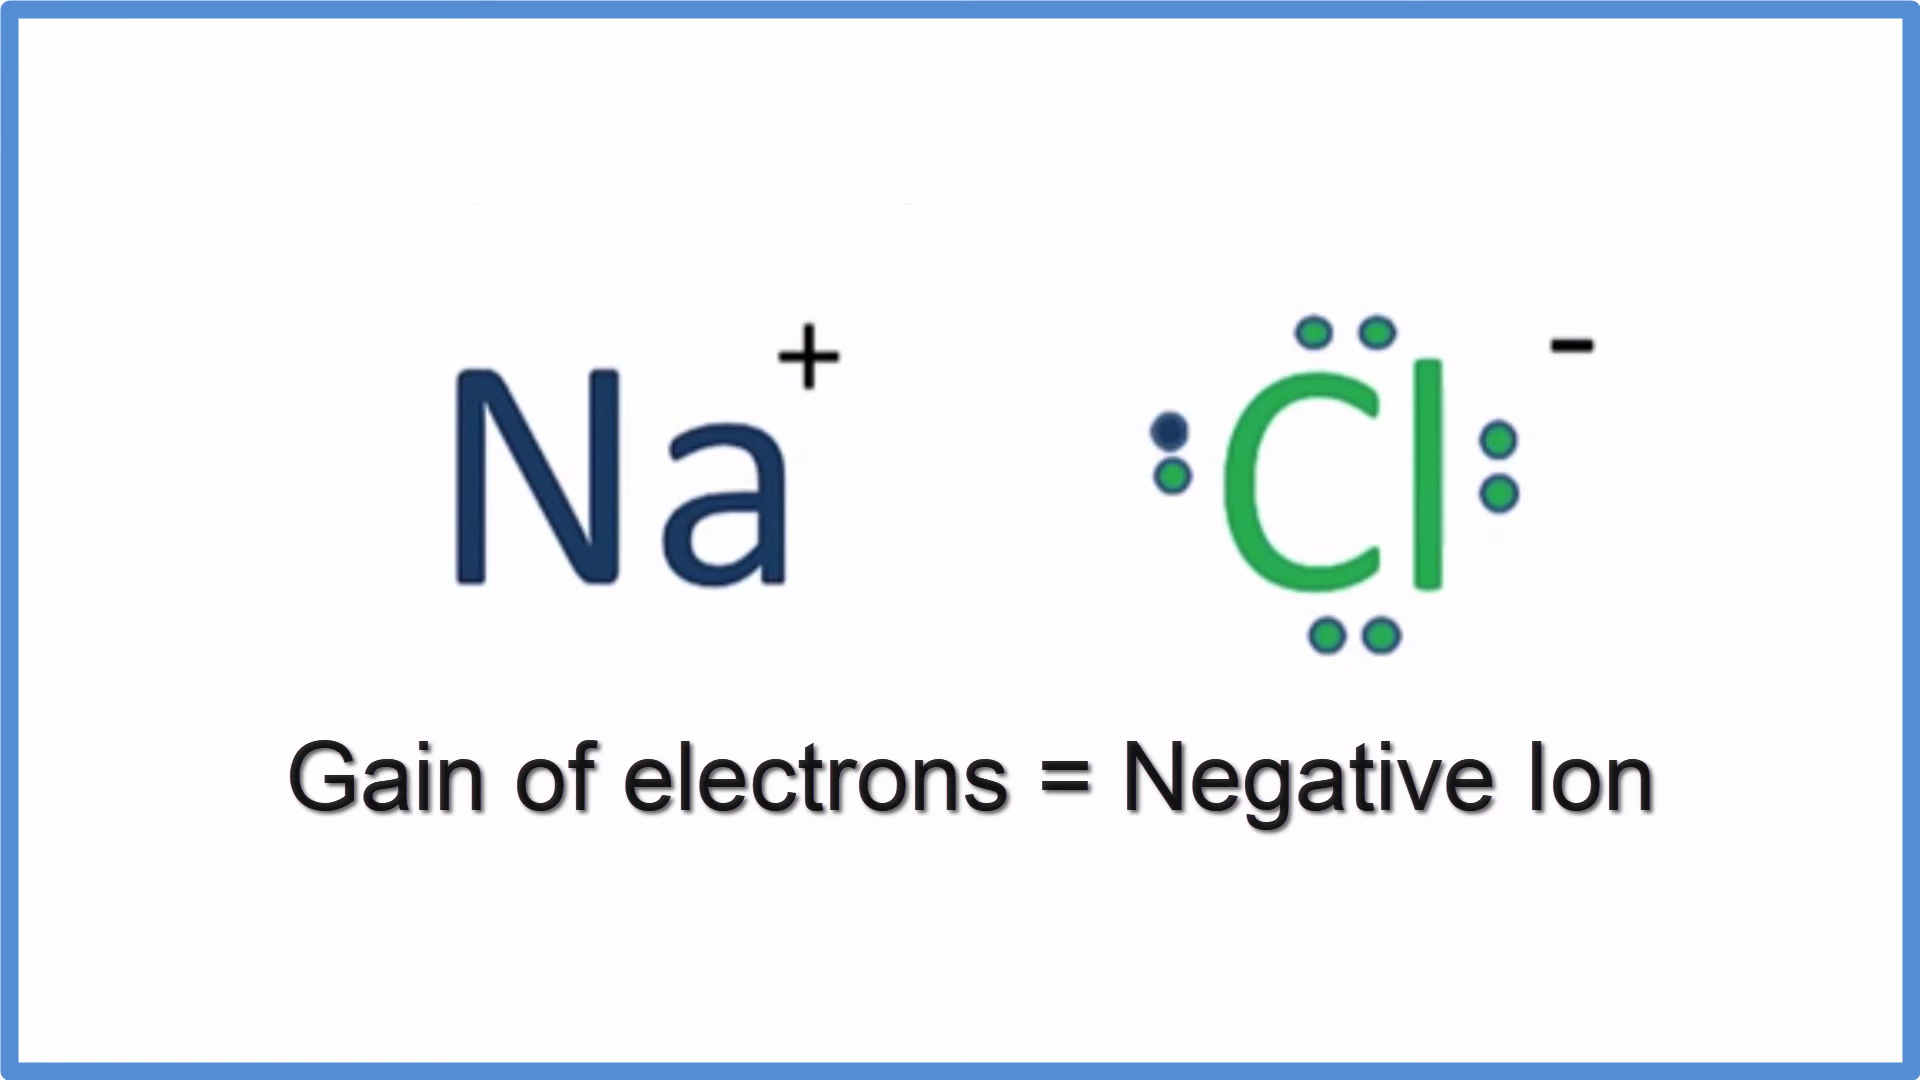 Na+ Cl-
Gain of electrons = Negative Ion